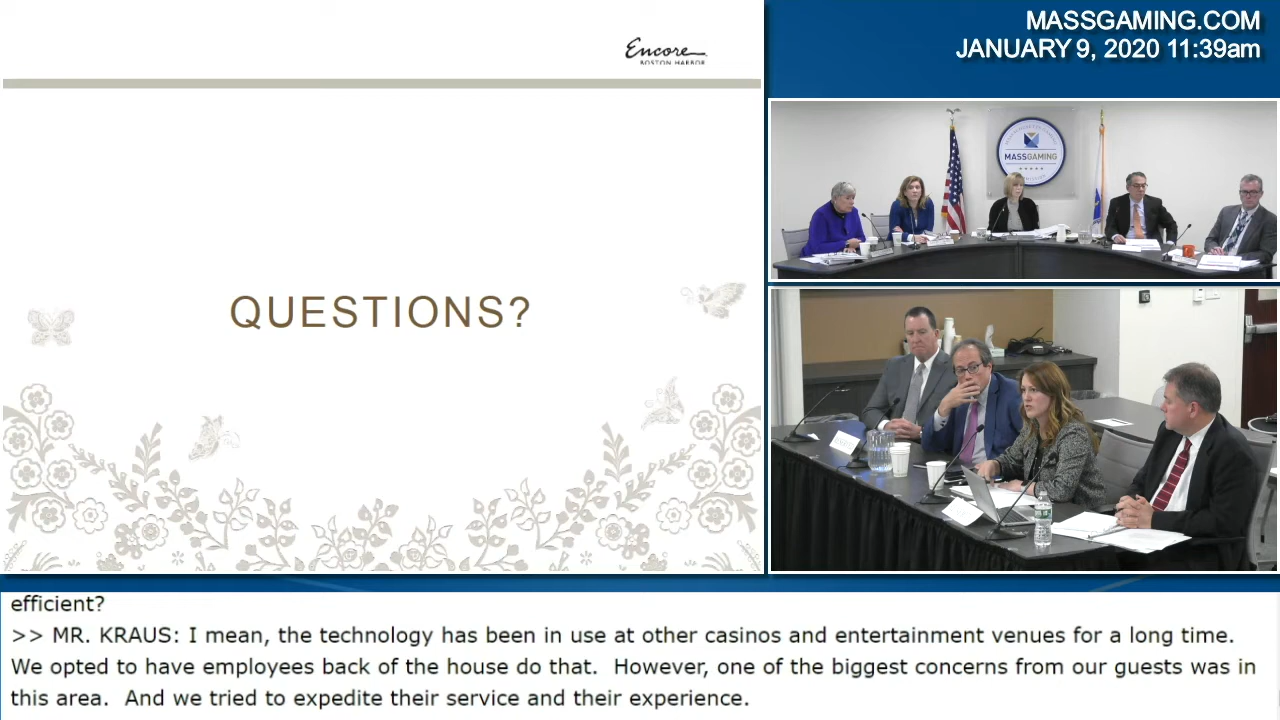 Encore
BOSTON HARBOR
QUESTIONS?
MASSGAMING.COM
JANUARY 9, 2020 11:39am
MASSGAMING
efficient?
>> MR. KRAUS: I mean, the technology has been in use at other casinos and entertainment venues for a long time.
We opted to have employees back of the house do that.  However, one of the biggest concerns from our guests was in
this area.  And we tried to expedite their service and their experience.